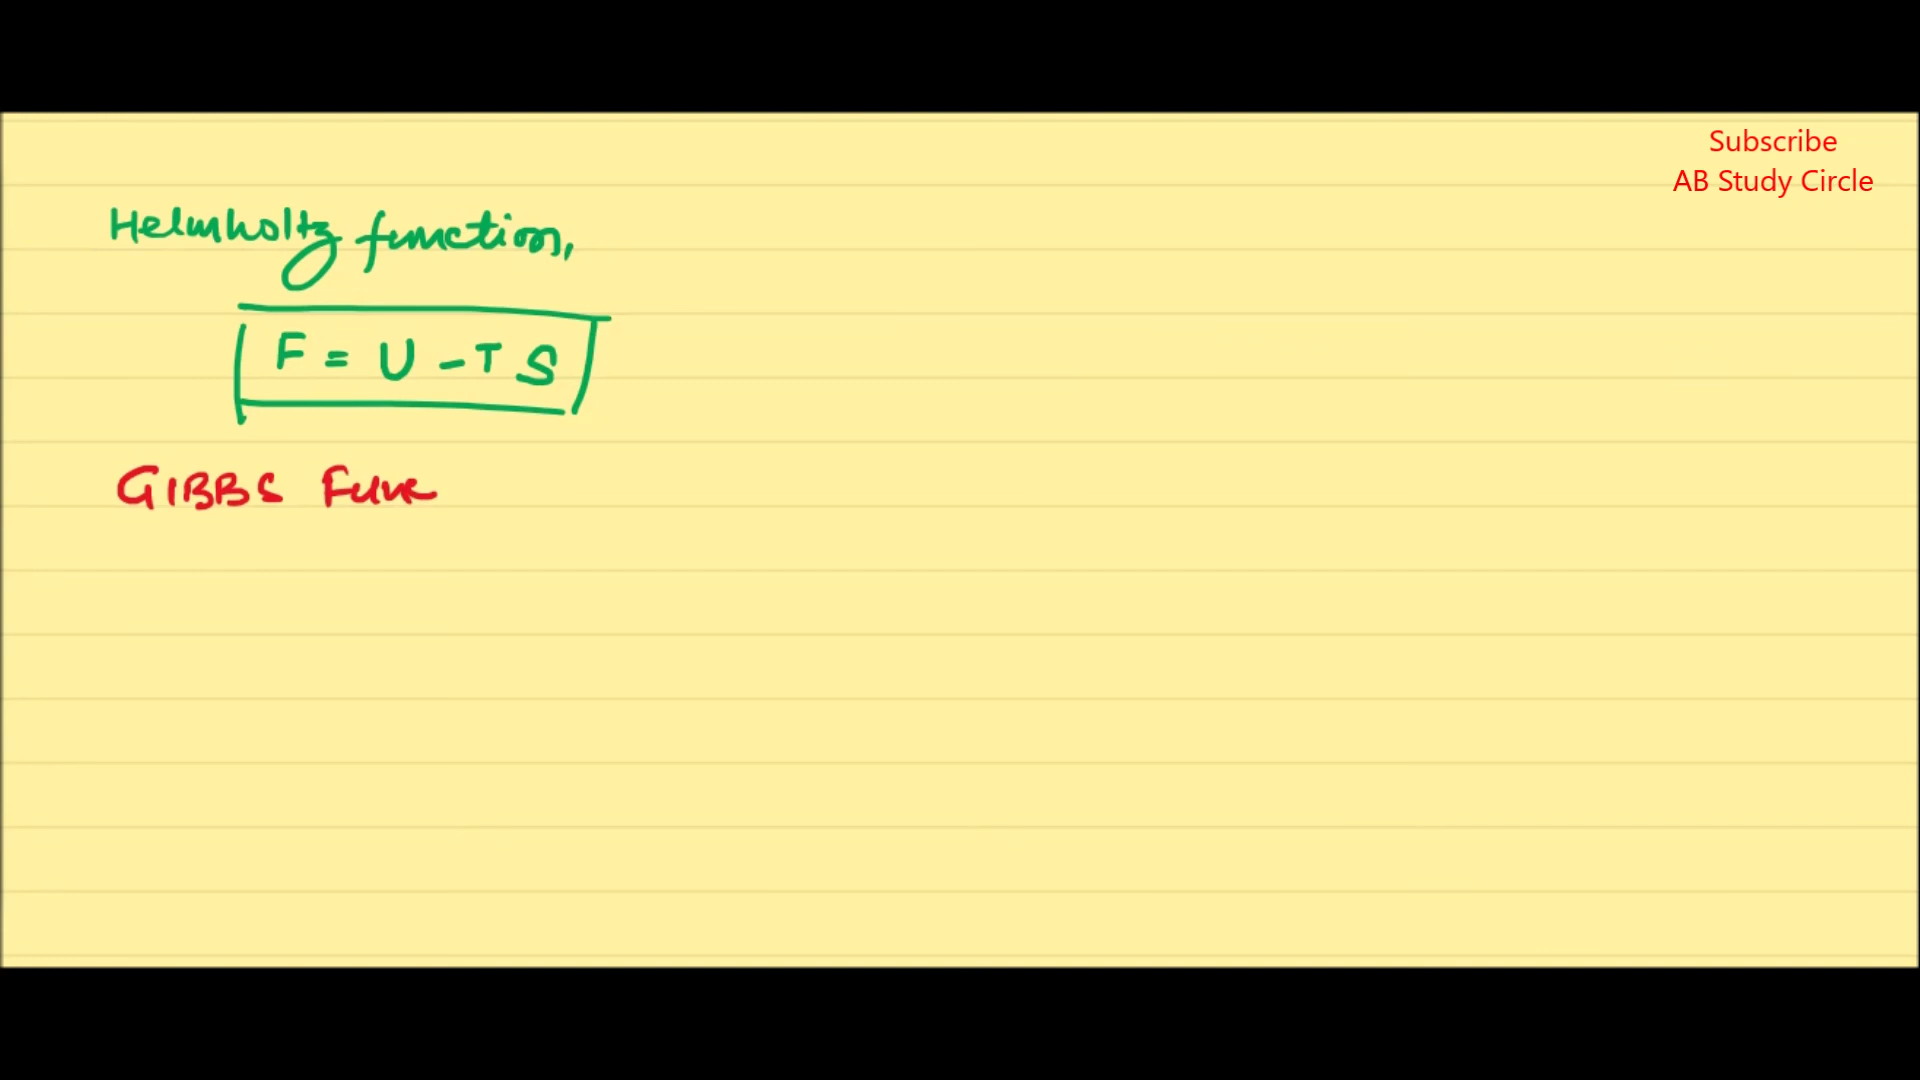 Subscribe
AB Study Circle
Helmholtz function,
F = U - T S
GIBBS Func